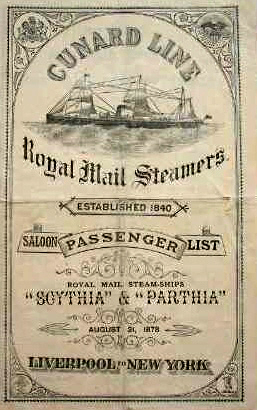 CUNARD LINE
Royal Mail Steamers.
ESTABLISHED 1840
SALOON PASSENGER LIST
ROYAL MAIL STEAM-SHIPS
"SCYTHIA" & "PARTHIA"
AUGUST 21, 1878
LIVERPOOL TO NEW YORK